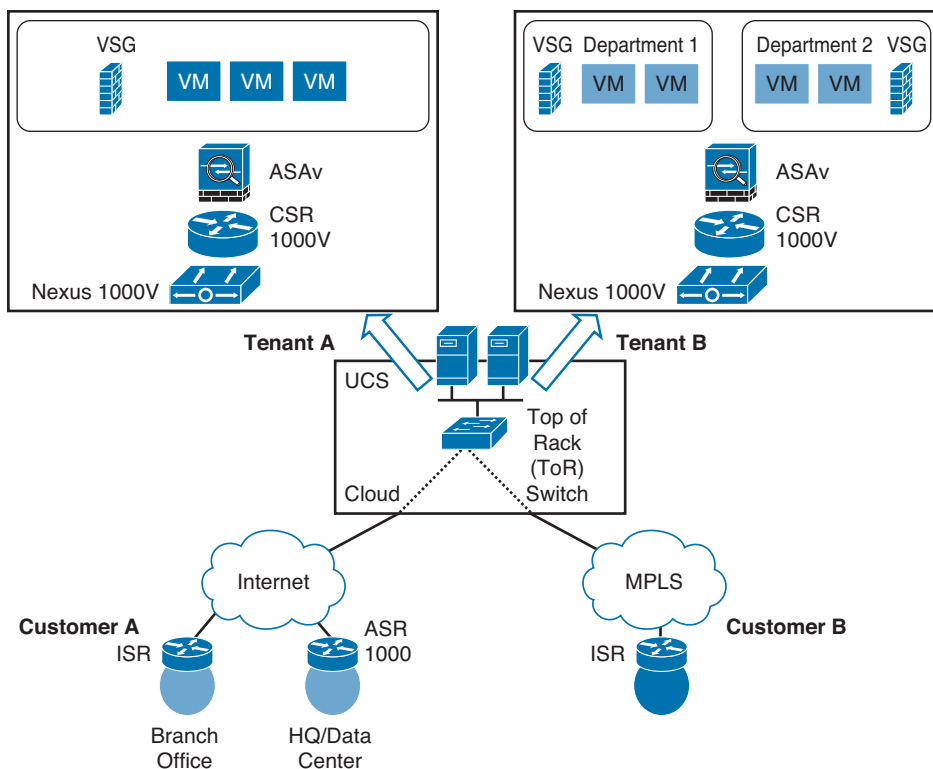 VSG
VM VM VM
ASAv
CSR
1000V
Nexus 1000V
VSG Department 1
VM VM
Department 2 VSG
VM VM
ASAv
CSR
1000V
Nexus 1000V
Tenant A
Tenant B
UCS
Top of
Rack
(ToR)
Switch
Cloud
Internet
MPLS
Customer A
ISR
ASR
1000
Customer B
ISR
Branch
Office
HQ/Data
Center